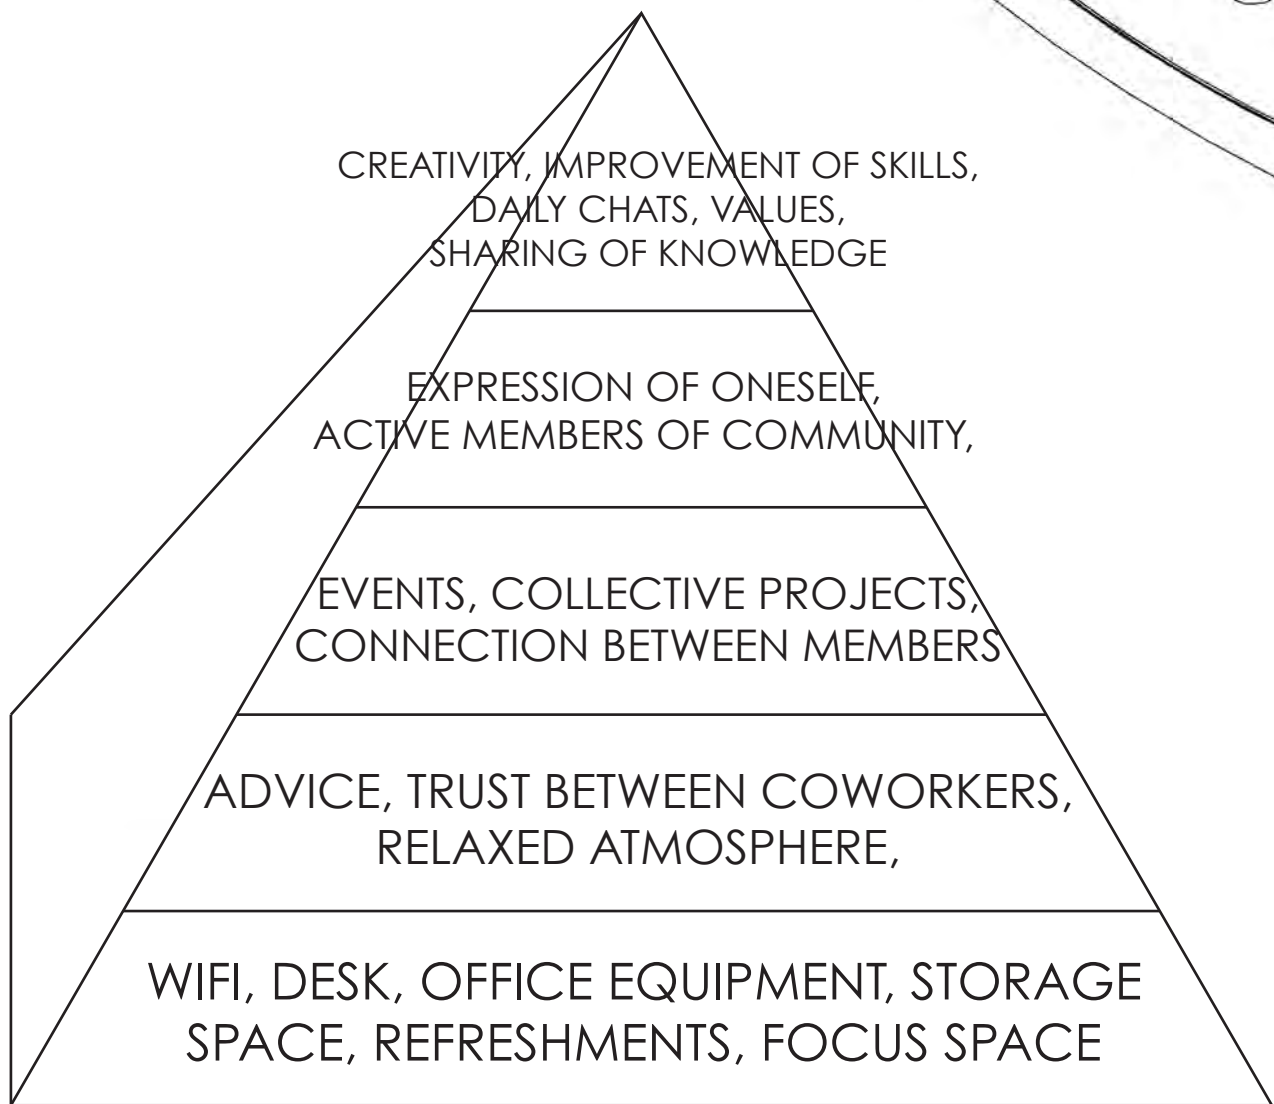 CREATIVITY, IMPROVEMENT OF SKILLS,
DAILY CHATS, VALUES,
SHARING OF KNOWLEDGE
EXPRESSION OF ONESELF,
ACTIVE MEMBERS OF COMMUNITY,
EVENTS, COLLECTIVE PROJECTS,
CONNECTION BETWEEN MEMBERS
ADVICE, TRUST BETWEEN COWORKERS,
RELAXED ATMOSPHERE,
WIFI, DESK, OFFICE EQUIPMENT, STORAGE
SPACE, REFRESHMENTS, FOCUS SPACE